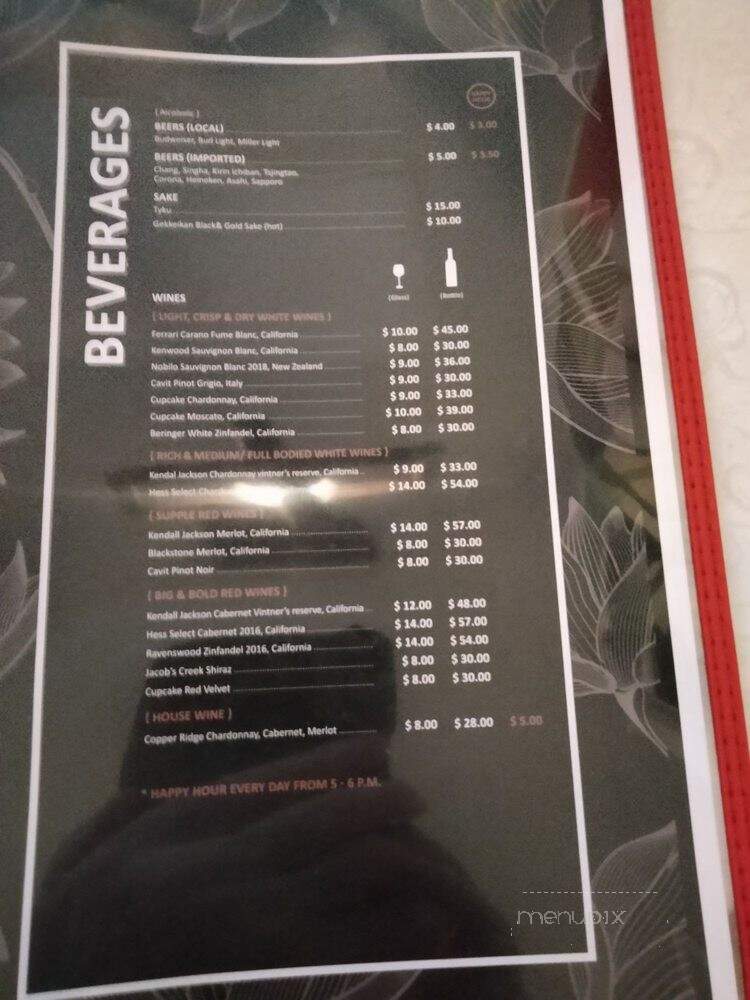 BEVERAGES
HAPPY HOUR
( Alcoholic )
BEERS (LOCAL) $ 4.00 $ 3.00
Budweiser, Bud Light, Miller Light
BEERS (IMPORTED) $ 5.00 $ 3.50
Chang, Singha, Kirin Ichiban, Tsjingtao,
Corona, Heineken, Asahi, Sapporo
SAKE
Tyku $ 15.00
Gekkeikan Black& Gold Sake (hot) $ 10.00
WINES (Glass) (Bottle)
( LIGHT, CRISP & DRY WHITE WINES )
Ferrari Carano Fume Blanc, California $ 10.00 $ 45.00
Kenwood Sauvignon Blanc, California $ 8.00 $ 30.00
Nobilo Sauvignon Blanc 2018, New Zealand $ 9.00 $ 36.00
Cavit Pinot Grigio, Italy $ 9.00 $ 30.00
Cupcake Chardonnay, California $ 9.00 $ 33.00
Cupcake Moscato, California $ 10.00 $ 39.00
Beringer White Zinfandel, California $ 8.00 $ 30.00
( RICH & MEDIUM/ FULL BODIED WHITE WINES )
Kendal Jackson Chardonnay vintner's reserve, California $ 9.00 $ 33.00
Hess Select $ 14.00 $ 54.00
( SUPPLE RED WINES )
Kendall Jackson Merlot, California $ 14.00 $ 57.00
Blackstone Merlot, California $ 8.00 $ 30.00
Cavit Pinot Noir $ 8.00 $ 30.00
( BIG & BOLD RED WINES )
Kendall Jackson Cabernet Vintner's reserve, California $ 12.00 $ 48.00
Hess Select Cabernet 2016, California $ 14.00 $ 57.00
Ravenswood Zinfandel 2016, California $ 14.00 $ 54.00
Jacob's Creek Shiraz $ 8.00 $ 30.00
Cupcake Red Velvet $ 8.00 $ 30.00
( HOUSE WINE )
Copper Ridge Chardonnay, Cabernet, Merlot $ 8.00 $ 28.00 $ 5.00
* HAPPY HOUR EVERY DAY FROM 5 - 6 P.M.
menupix